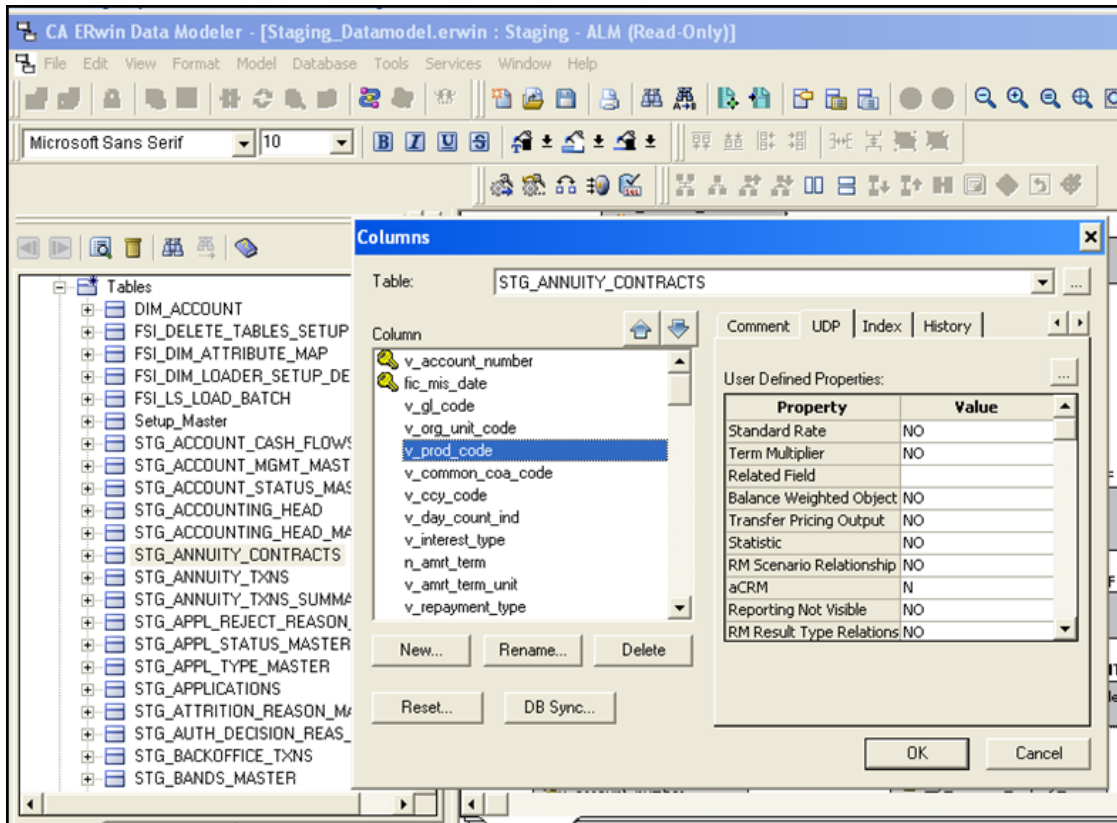 CA ERwin Data Modeler - [Staging_Datamodel.erwin : Staging - ALM (Read-Only)]
File Edit View Format Model Database Tools Services Window Help
Microsoft Sans Serif 10 B I U S
Columns
Table: STG_ANNUITY_CONTRACTS ...
Column
v_account_number
fic_mis_date
v_gl_code
v_org_unit_code
v_prod_code
v_common_coa_code
v_ccy_code
v_day_count_ind
v_interest_type
n_amrt_term
v_amrt_term_unit
v_repayment_type
New... Rename... Delete
Reset... DB Sync...
Comment UDP Index History
User Defined Properties: ...
Property Value
Standard Rate NO
Term Multiplier NO
Related Field
Balance Weighted Object NO
Transfer Pricing Output NO
Statistic NO
RM Scenario Relationship NO
aCRM N
Reporting Not Visible NO
RM Result Type Relations NO
OK Cancel
Tables
DIM_ACCOUNT
FSI_DELETE_TABLES_SETUP
FSI_DIM_ATTRIBUTE_MAP
FSI_DIM_LOADER_SETUP_DE
FSI_LS_LOAD_BATCH
Setup_Master
STG_ACCOUNT_CASH_FLOWS
STG_ACCOUNT_MGMT_MAST
STG_ACCOUNT_STATUS_MAS
STG_ACCOUNTING_HEAD
STG_ACCOUNTING_HEAD_MA
STG_ANNUITY_CONTRACTS
STG_ANNUITY_TXNS
STG_ANNUITY_TXNS_SUMMA
STG_APPL_REJECT_REASON_
STG_APPL_STATUS_MASTER
STG_APPL_TYPE_MASTER
STG_APPLICATIONS
STG_ATTRITION_REASON_MA
STG_AUTH_DECISION_REAS_
STG_BACKOFFICE_TXNS
STG_BANDS_MASTER